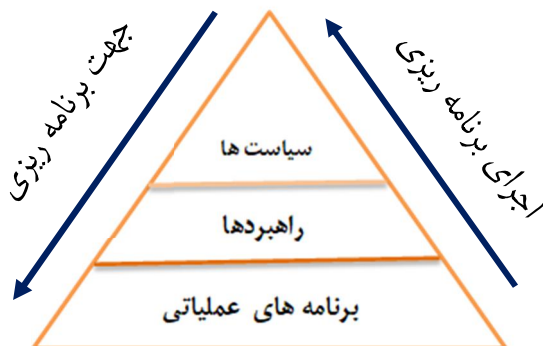 جهت برنامه ریزی
اجرای برنامه ریزی
سیاست ها
راهبردها
برنامه های عملیاتی